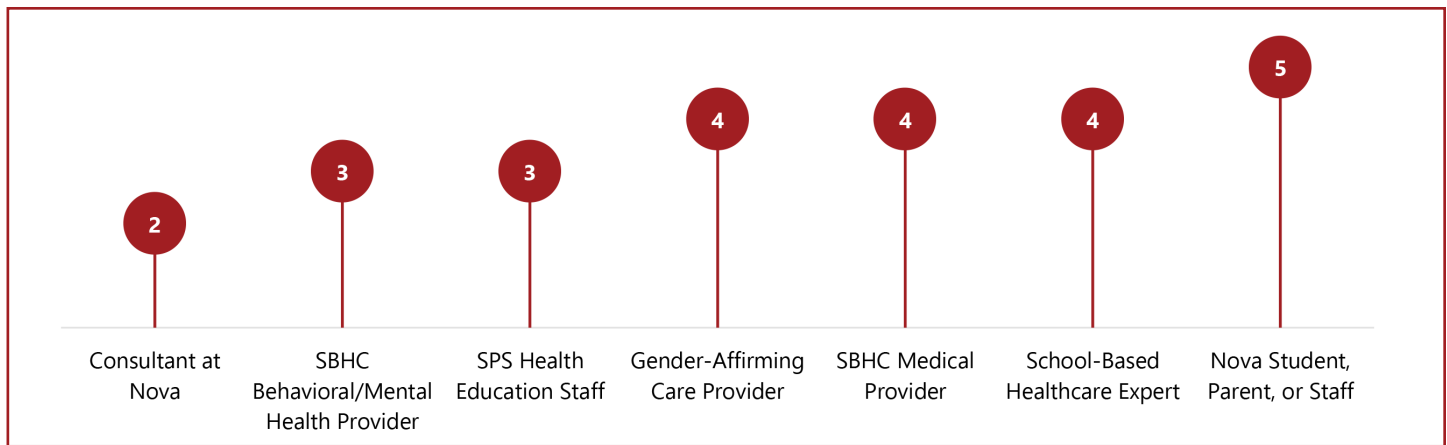 2
3
3
4
4
4
5
Consultant at
Nova
SBHC
Behavioral/Mental
Health Provider
SPS Health
Education Staff
Gender-Affirming
Care Provider
SBHC Medical
Provider
School-Based
Healthcare Expert
Nova Student,
Parent, or Staff